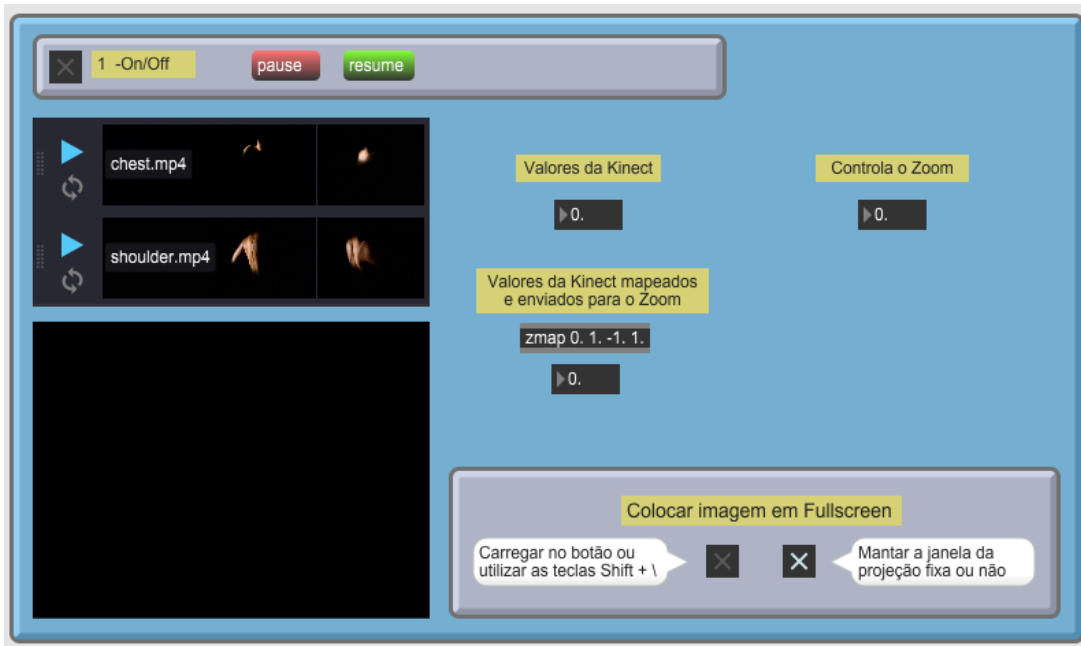 1 -On/Off
pause
resume
chest.mp4
shoulder.mp4
Valores da Kinect
0.
Controla o Zoom
0.
Valores da Kinect mapeados
e enviados para o Zoom
zmap 0. 1. -1. 1.
0.
Colocar imagem em Fullscreen
Carregar no botão ou
utilizar as teclas Shift + \
Mantar a janela da
projeção fixa ou não